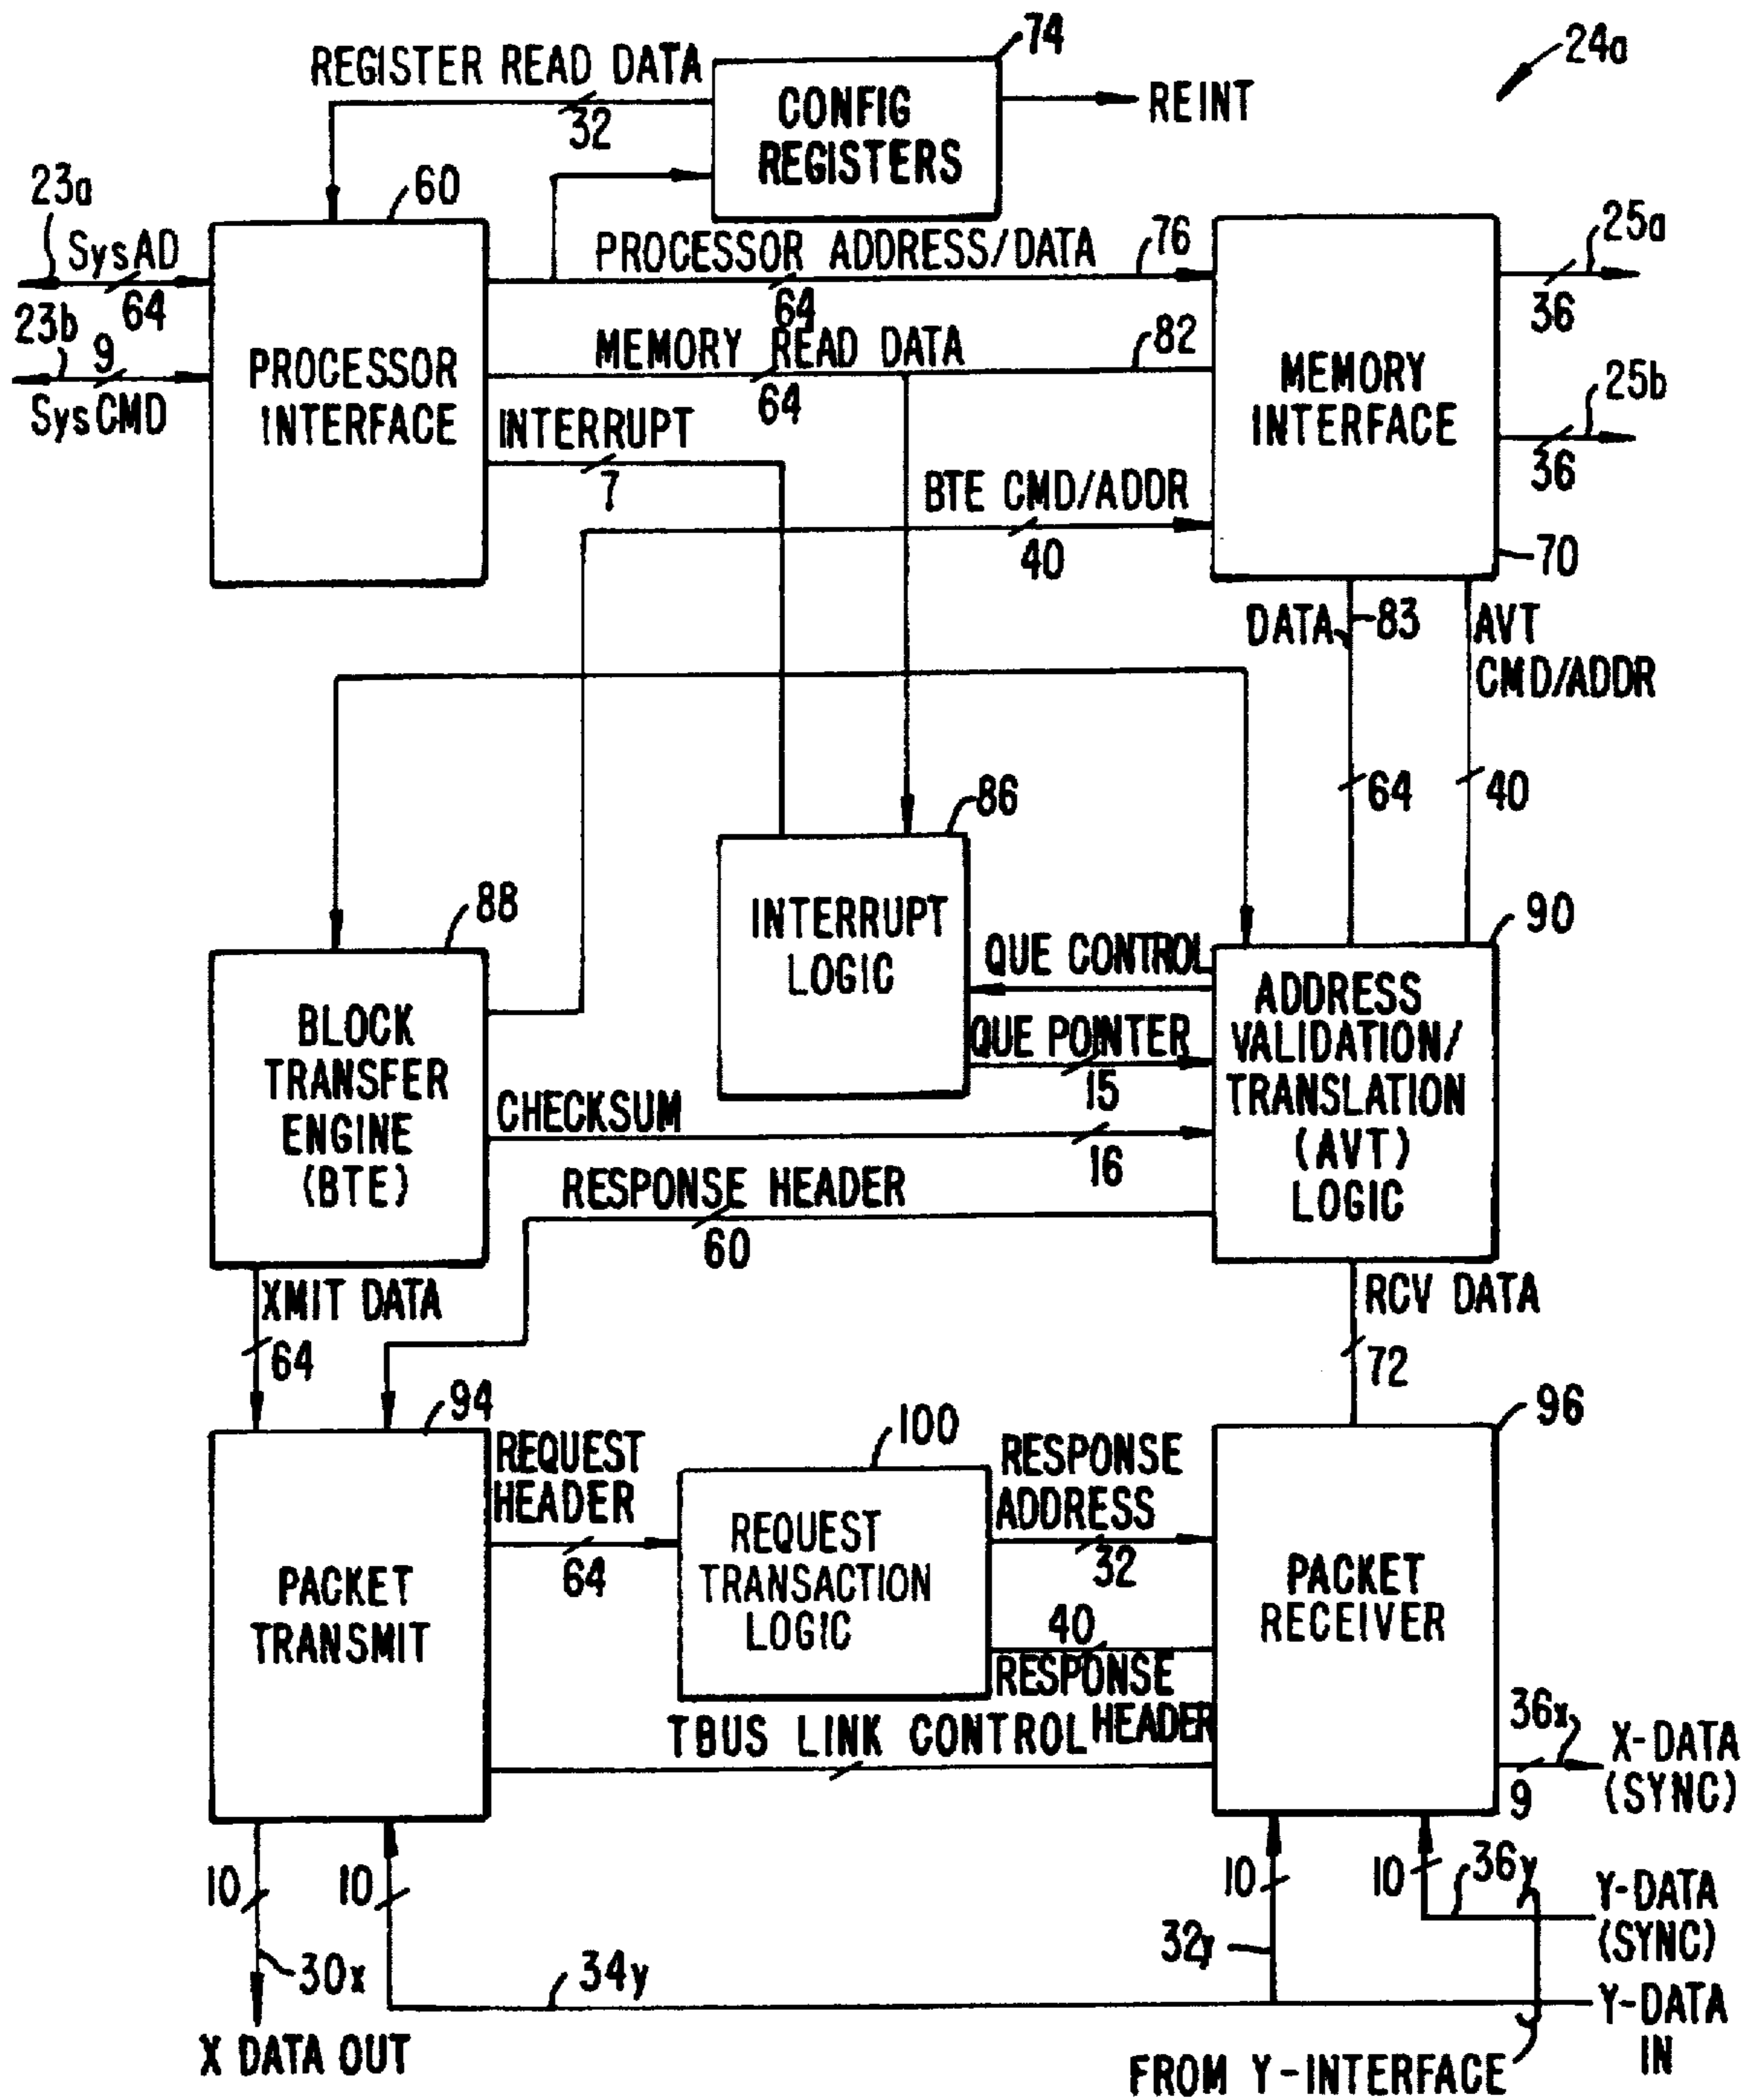 24a
74
REGISTER READ DATA
32
CONFIG
REGISTERS
REINT
23a
60
SysAD
64
PROCESSOR ADDRESS/DATA
64
76
25a
36
23b
9
SysCMD
PROCESSOR
INTERFACE
MEMORY READ DATA
64
82
MEMORY
INTERFACE
25b
36
INTERRUPT
7
BTE CMD/ADDR
40
70
DATA
83
AVT
CMD/ADDR
64
40
86
88
INTERRUPT
LOGIC
90
QUE CONTROL
QUE POINTER
15
BLOCK
TRANSFER
ENGINE
(BTE)
ADDRESS
VALIDATION/
TRANSLATION
(AVT)
LOGIC
CHECKSUM
16
RESPONSE HEADER
60
XMIT DATA
64
RCV DATA
72
94
100
96
REQUEST
HEADER
64
RESPONSE
ADDRESS
32
REQUEST
TRANSACTION
LOGIC
PACKET
TRANSMIT
PACKET
RECEIVER
40
RESPONSE
HEADER
TBUS LINK CONTROL
36x
9
X-DATA
(SYNC)
10
10
10
10
36y
Y-DATA
(SYNC)
30x
34y
32y
Y-DATA
IN
X DATA OUT
FROM Y-INTERFACE